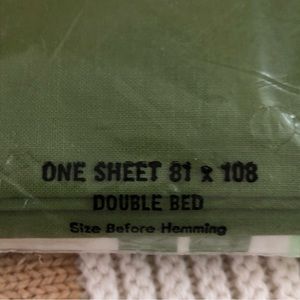 ONE SHEET 81 x 108
DOUBLE BED
Size Before Hemming